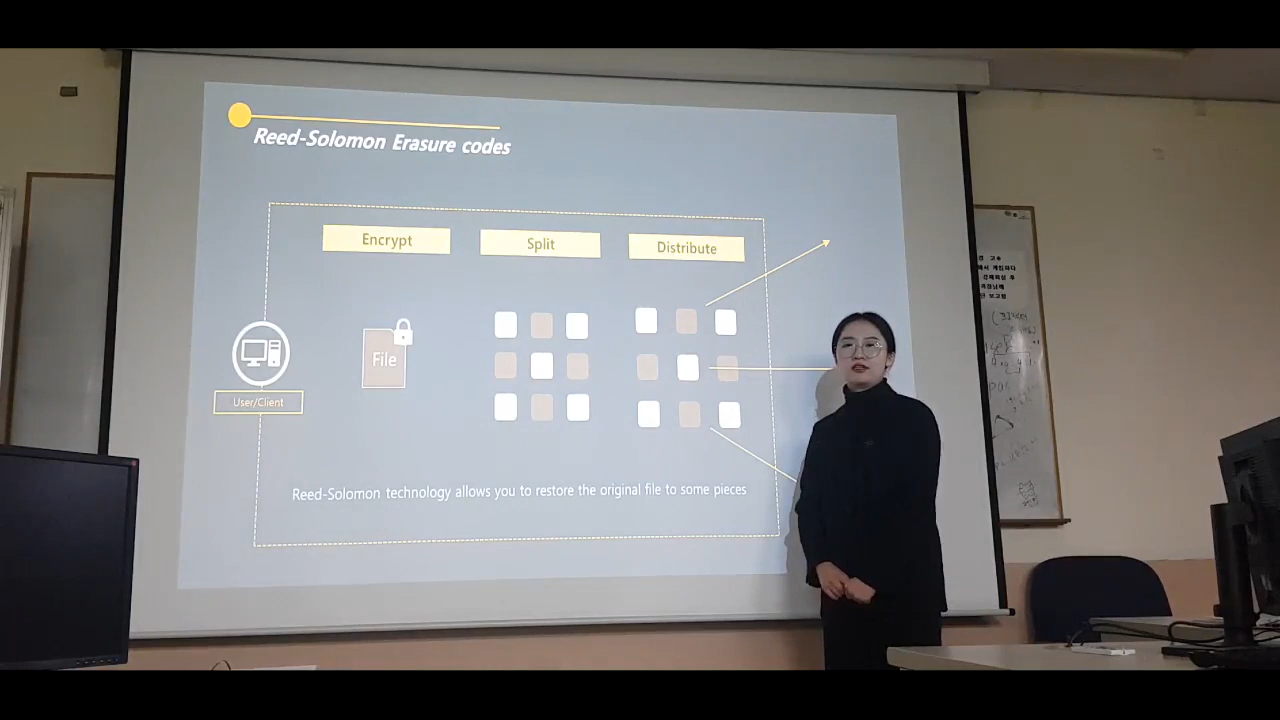 Reed-Solomon Erasure codes
Encrypt
Split
Distribute
File
User/Client
Reed-Solomon technology allows you to restore the original file to some pieces